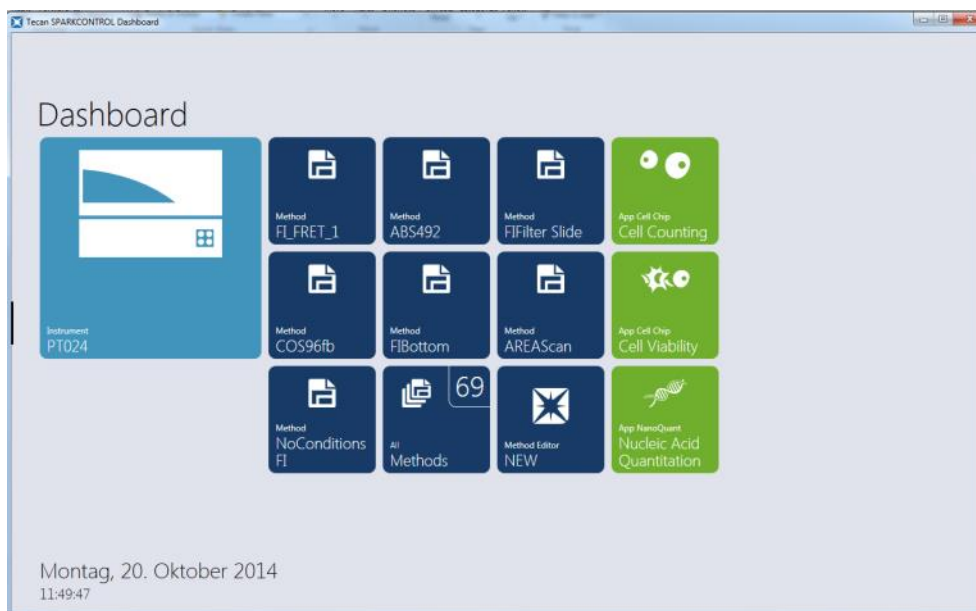 Tecan SPARKCONTROL Dashboard
Dashboard
Instrument
PT024
Method
FI_FRET_1
Method
ABS492
Method
FIFilter Slide
App Cell Chip
Cell Counting
Method
COS96fb
Method
FIBottom
Method
AREAScan
App Cell Chip
Cell Viability
Method
NoConditions
FI
69
All
Methods
Method Editor
NEW
App NanoQuant
Nucleic Acid
Quantitation
Montag, 20. Oktober 2014
11:49:47